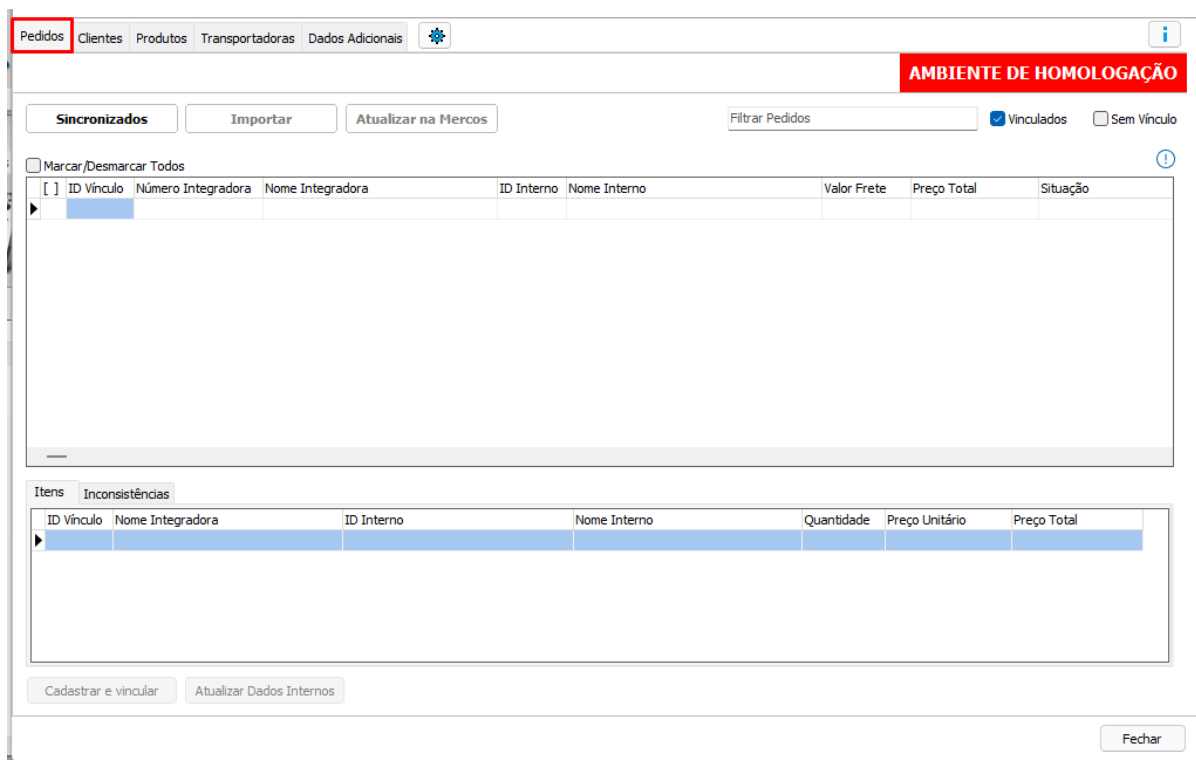 Pedidos Clientes Produtos Transportadoras Dados Adicionais
AMBIENTE DE HOMOLOGAÇÃO
Sincronizados Importar Atualizar na Mercos Filtrar Pedidos Vinculados Sem Vínculo
Marcar/Desmarcar Todos
[ ] ID Vínculo Número Integradora Nome Integradora ID Interno Nome Interno Valor Frete Preço Total Situação
Itens Inconsistências
ID Vínculo Nome Integradora ID Interno Nome Interno Quantidade Preço Unitário Preço Total
Cadastrar e vincular Atualizar Dados Internos
Fechar